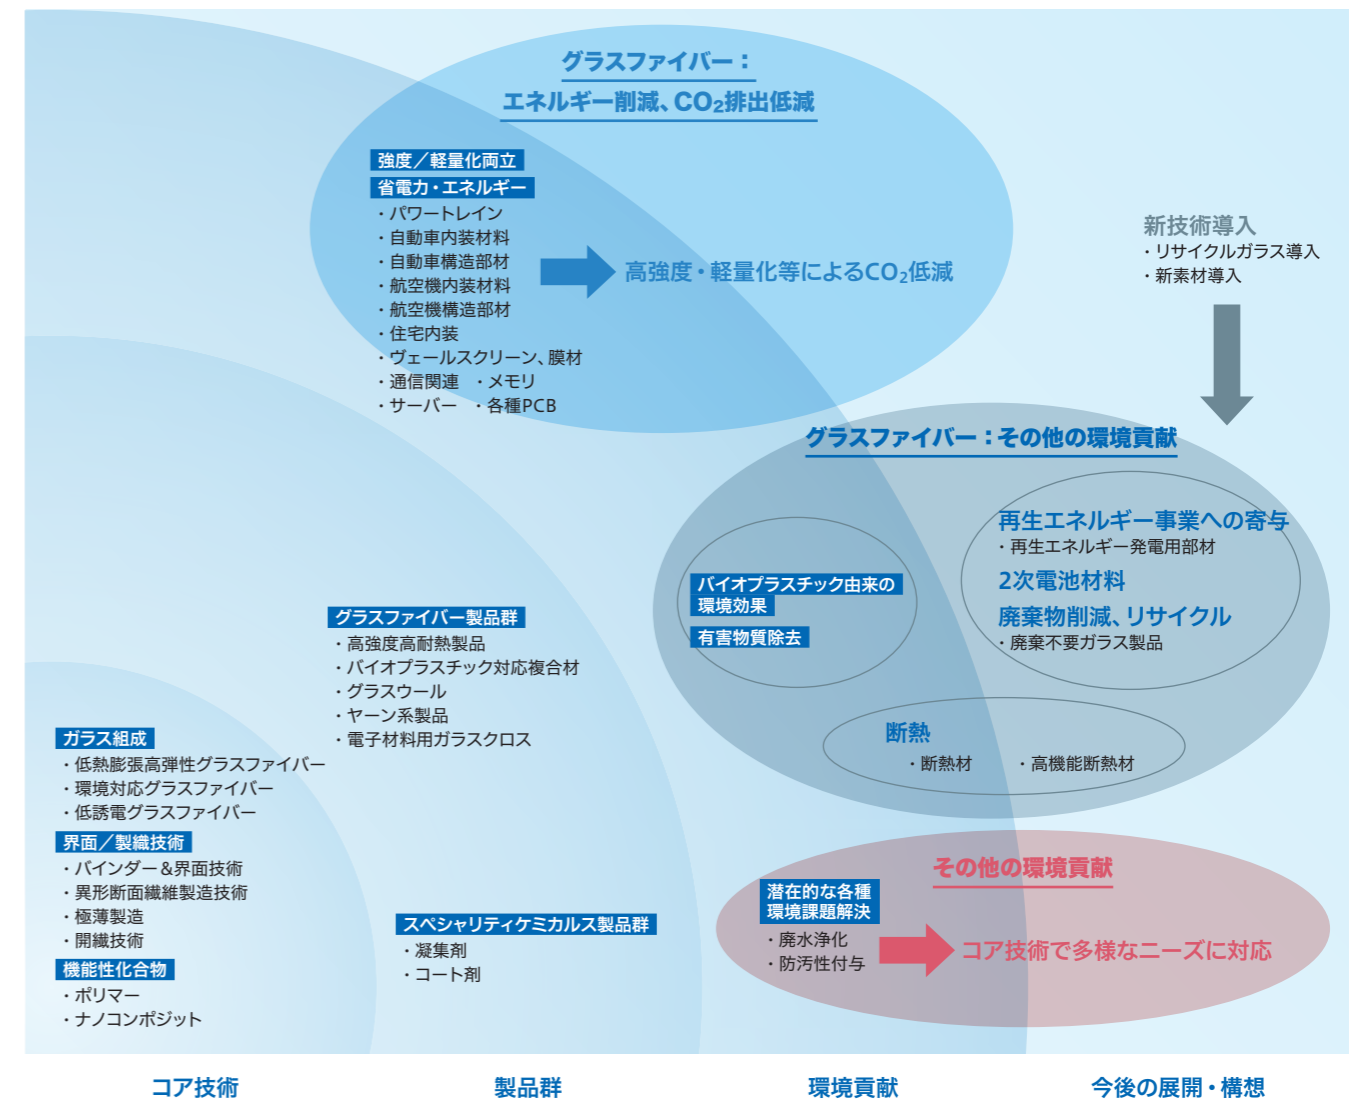 グラスファイバー：
エネルギー削減、CO₂排出低減
強度／軽量化両立
省電力・エネルギー
・パワートレイン
・自動車内装材料
・自動車構造部材
・航空機内装材料
・航空機構造部材
・住宅内装
・ヴェールスクリーン、膜材
・通信関連 ・メモリ
・サーバー ・各種PCB
高強度・軽量化等によるCO₂低減
新技術導入
・リサイクルガラス導入
・新素材導入
グラスファイバー：その他の環境貢献
バイオプラスチック由来の
環境効果
有害物質除去
再生エネルギー事業への寄与
・再生エネルギー発電用部材
2次電池材料
廃棄物削減、リサイクル
・廃棄不要ガラス製品
断熱
・断熱材 ・高機能断熱材
グラスファイバー製品群
・高強度高耐熱製品
・バイオプラスチック対応複合材
・グラスウール
・ヤーン系製品
・電子材料用ガラスクロス
ガラス組成
・低熱膨張高弾性グラスファイバー
・環境対応グラスファイバー
・低誘電グラスファイバー
界面／製織技術
・バインダー＆界面技術
・異形断面繊維製造技術
・極薄製造
・開繊技術
機能性化合物
・ポリマー
・ナノコンポジット
スペシャリティケミカルス製品群
・凝集剤
・コート剤
その他の環境貢献
潜在的な各種
環境課題解決
・廃水浄化
・防汚性付与
コア技術で多様なニーズに対応
コア技術
製品群
環境貢献
今後の展開・構想